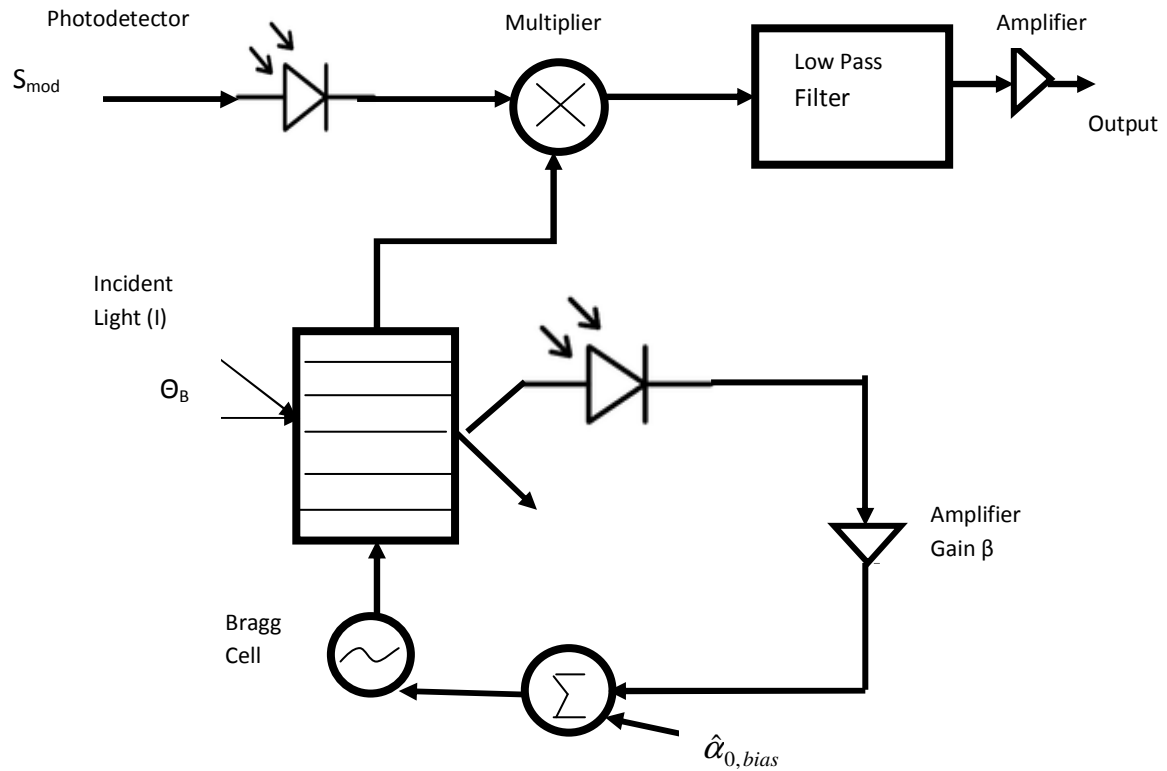 Photodetector
Multiplier
Amplifier
S_mod
Low Pass
Filter
Output
Incident
Light (I)
Θ_B
Amplifier
Gain β
Bragg
Cell
Σ
α̂_0,bias